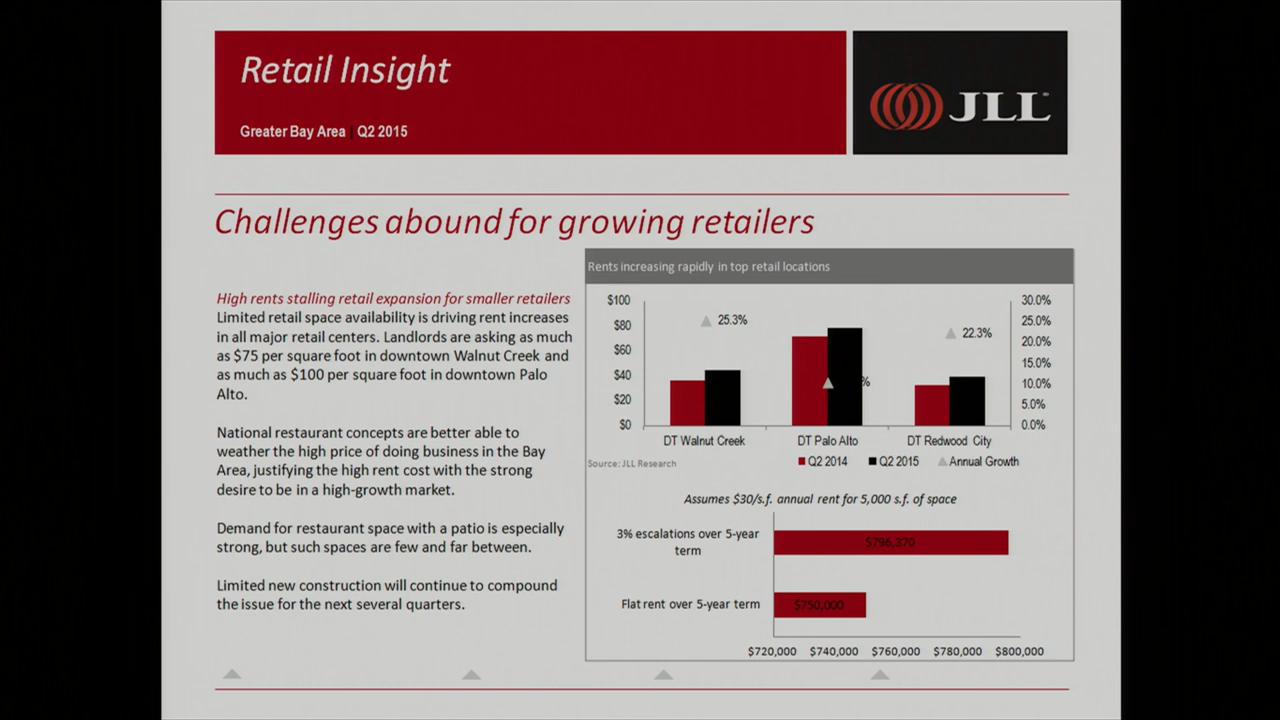 Retail Insight
Greater Bay Area | Q2 2015
JLL
Challenges abound for growing retailers
High rents stalling retail expansion for smaller retailers
Limited retail space availability is driving rent increases
in all major retail centers. Landlords are asking as much
as $75 per square foot in downtown Walnut Creek and
as much as $100 per square foot in downtown Palo
Alto.
National restaurant concepts are better able to
weather the high price of doing business in the Bay
Area, justifying the high rent cost with the strong
desire to be in a high-growth market.
Demand for restaurant space with a patio is especially
strong, but such spaces are few and far between.
Limited new construction will continue to compound
the issue for the next several quarters.
Rents increasing rapidly in top retail locations
$100
$80
$60
$40
$20
$0
25.3%
%
22.3%
30.0%
25.0%
20.0%
15.0%
10.0%
5.0%
0.0%
DT Walnut Creek DT Palo Alto DT Redwood City
Q2 2014 Q2 2015 Annual Growth
Source: JLL Research
Assumes $30/s.f. annual rent for 5,000 s.f. of space
3% escalations over 5-year
term
$796,370
Flat rent over 5-year term
$750,000
$720,000 $740,000 $760,000 $780,000 $800,000